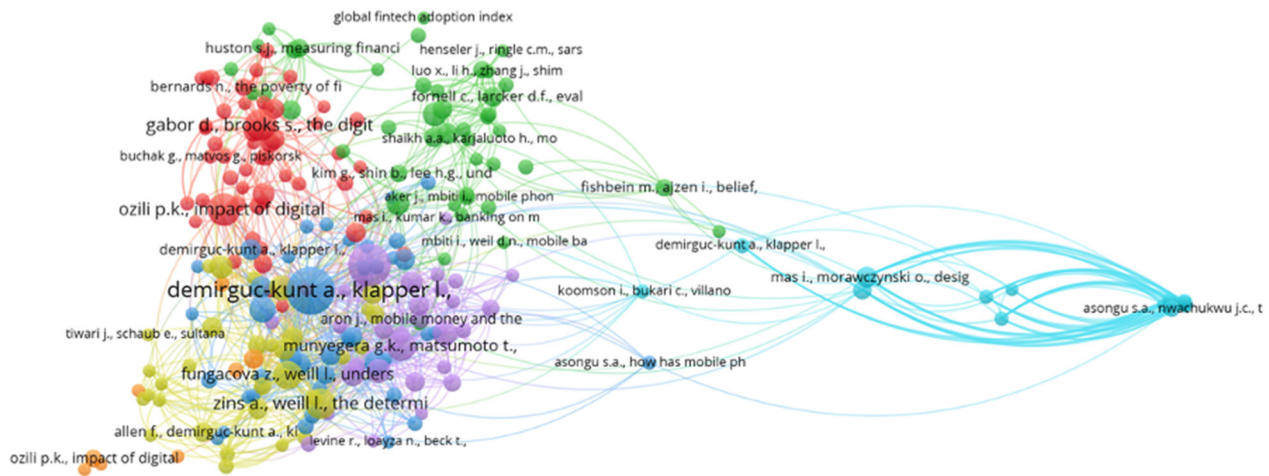 global fintech adoption index
huston s.j., measuring financi
henseler j., ringle c.m., sars
luo x., li h., zhang j., shim
bernards n., the poverty of fi
fornell c., larcker d.f., eval
gabor d., brooks s., the digit
shaikh a.a., karjaluoto h., mo
buchak g., matvos g., piskorsk
kim g., shin b., lee h.g., und
fishbein m., ajzen i., belief,
aker j., mbiti i., mobile phon
ozili p.k., impact of digital
mas i., kumar k., banking on m
mbiti i., weil d.n., mobile ba
demirguc-kunt a., klapper l.,
demirguc-kunt a., klapper l.,
mas i., morawczynski o., desig
demirguc-kunt a., klapper l.,
koomson i., bukari c., villano
asongu s.a., nwachukwu j.c., t
aron j., mobile money and the
tiwari j., schaub e., sultana
munyegera g.k., matsumoto t.,
asongu s.a., how has mobile ph
fungacova z., weill l., unders
zins a., weill l., the determi
allen f., demirguc-kunt a., kl
levine r., loayza n., beck t.,
ozili p.k., impact of digital